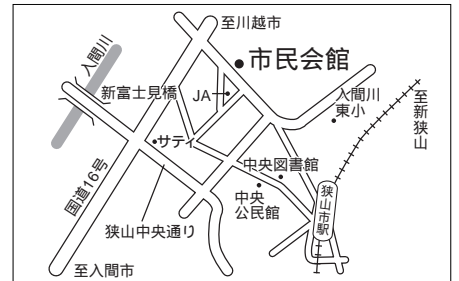 至川越市
入間川
市民会館
新富士見橋
JA
入間川
東小
至新狭山
サティ
中央図書館
国道16号
中央
公民館
狭山市駅
狭山中央通り
至入間市